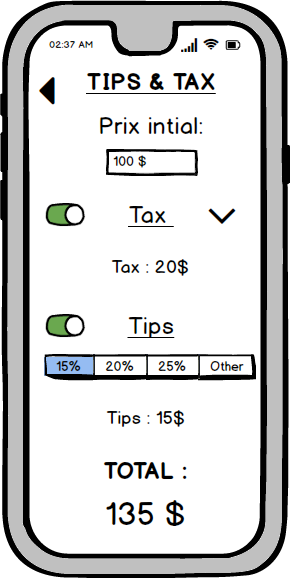 02:37 AM
TIPS & TAX
Prix intial:
100 $
Tax
Tax : 20$
Tips
15% 20% 25% Other
Tips : 15$
TOTAL :
135 $